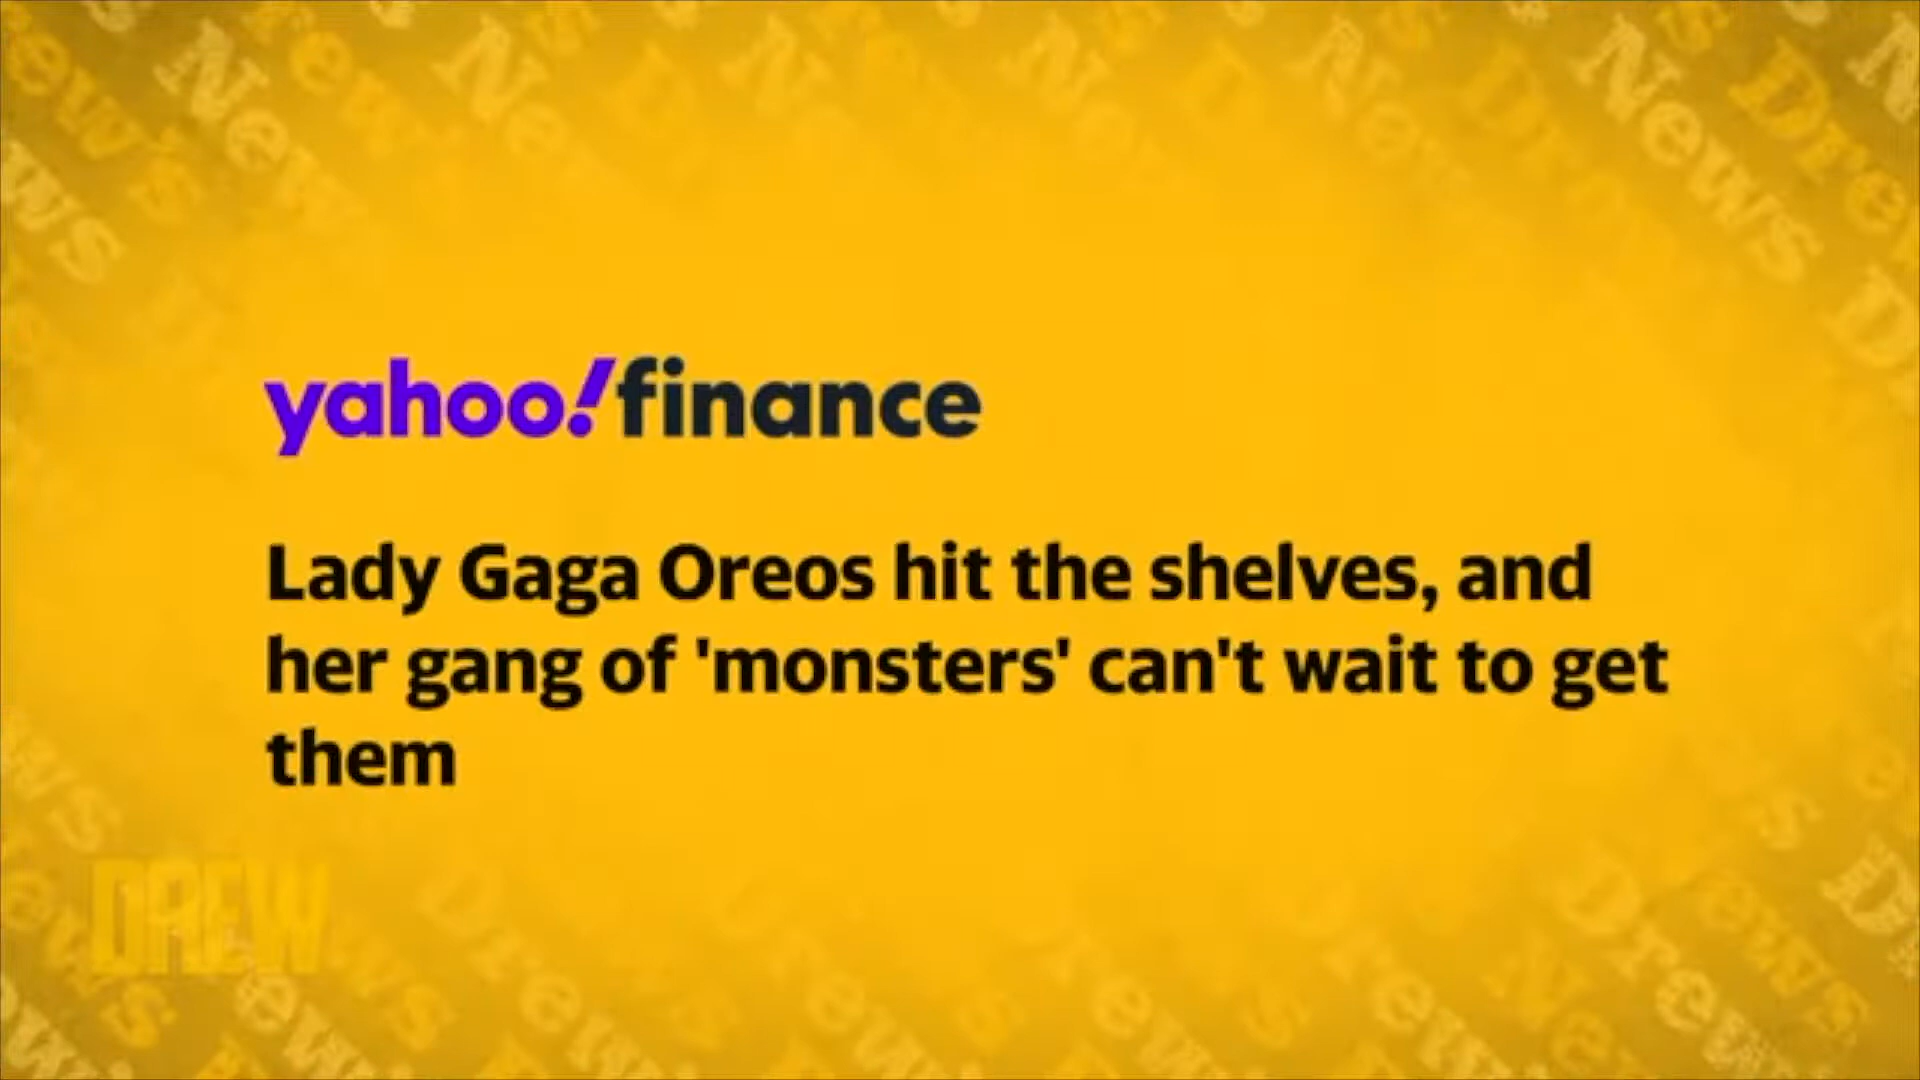 yahoo!finance
Lady Gaga Oreos hit the shelves, and
her gang of 'monsters' can't wait to get
them
DREW